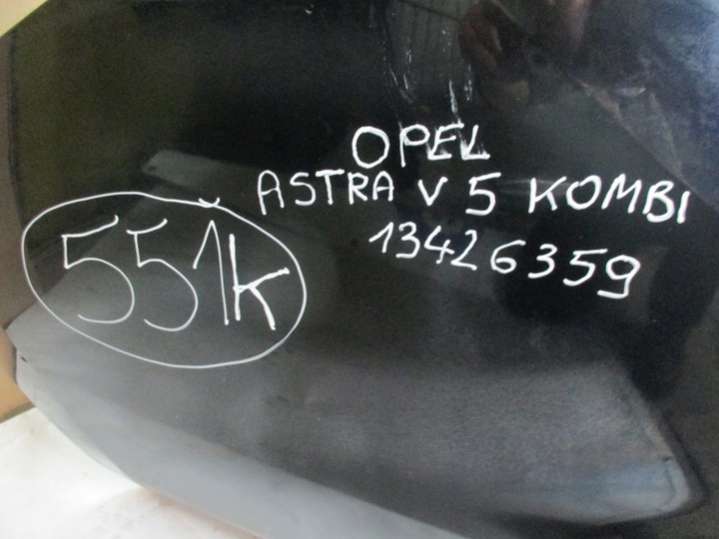 OPEL
ASTRA V 5 KOMBI
13426359
551K